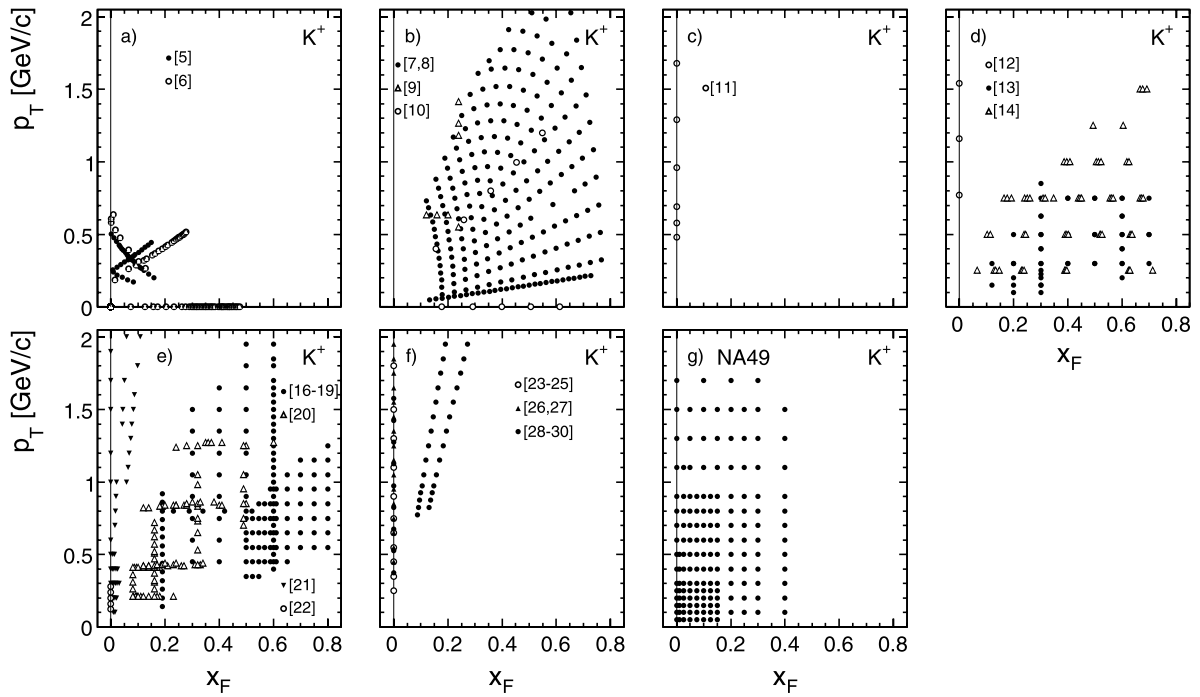 a)
K+
[5]
[6]
p_T [GeV/c]
2
1.5
1
0.5
0
b)
K+
[7,8]
[9]
[10]
c)
K+
[11]
d)
K+
[12]
[13]
[14]
0 0.2 0.4 0.6 0.8
x_F
e)
K+
[16-19]
[20]
[21]
[22]
p_T [GeV/c]
2
1.5
1
0.5
0
0 0.2 0.4 0.6 0.8
x_F
f)
K+
[23-25]
[26,27]
[28-30]
0 0.2 0.4 0.6 0.8
x_F
g) NA49
K+
0 0.2 0.4 0.6 0.8
x_F